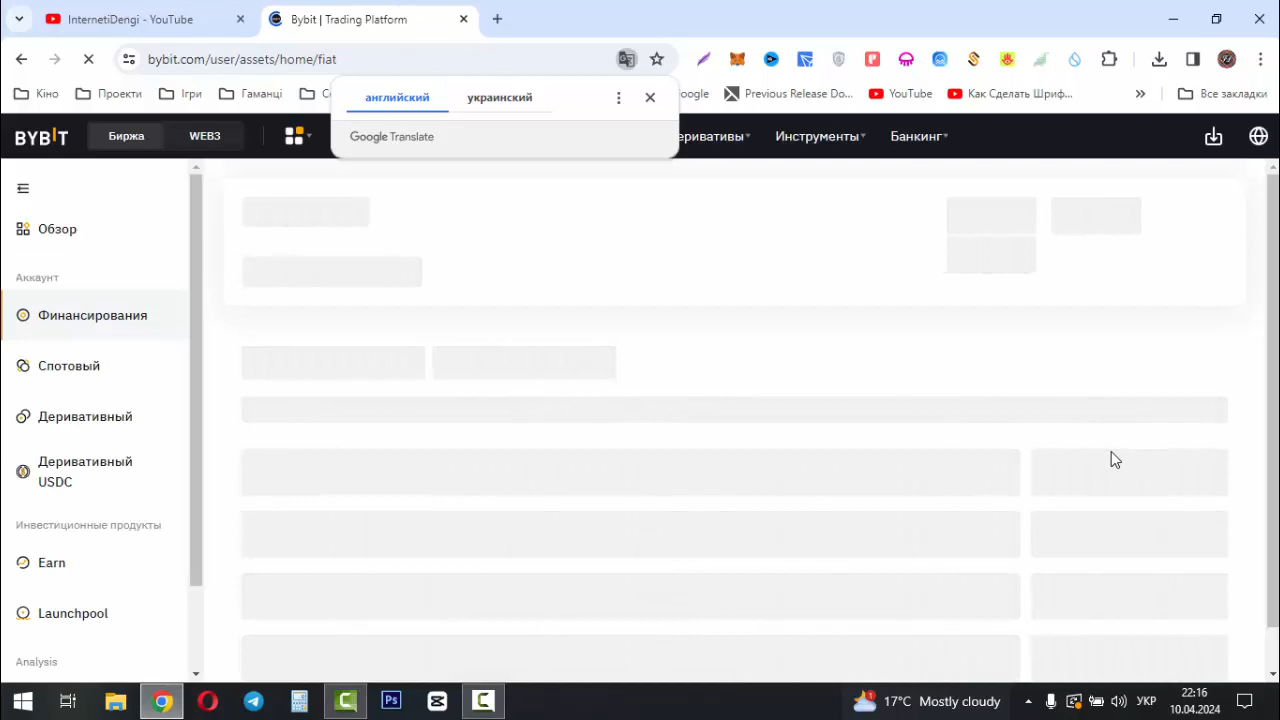 InternetiDengi - YouTube
Bybit | Trading Platform
bybit.com/user/assets/home/fiat
английский
украинский
Google Translate
Кіно
Проекти
Ігри
Гаманці
Google
Previous Release Do...
YouTube
Как Сделать Шриф...
Все закладки
BYBIT
Биржа
WEB3
Инструменты
Банкинг
Обзор
Аккаунт
Финансирования
Спотовый
Деривативный
Деривативный
USDC
Инвестиционные продукты
Earn
Launchpool
Analysis
17°C Mostly cloudy
УКР
22:16
10.04.2024